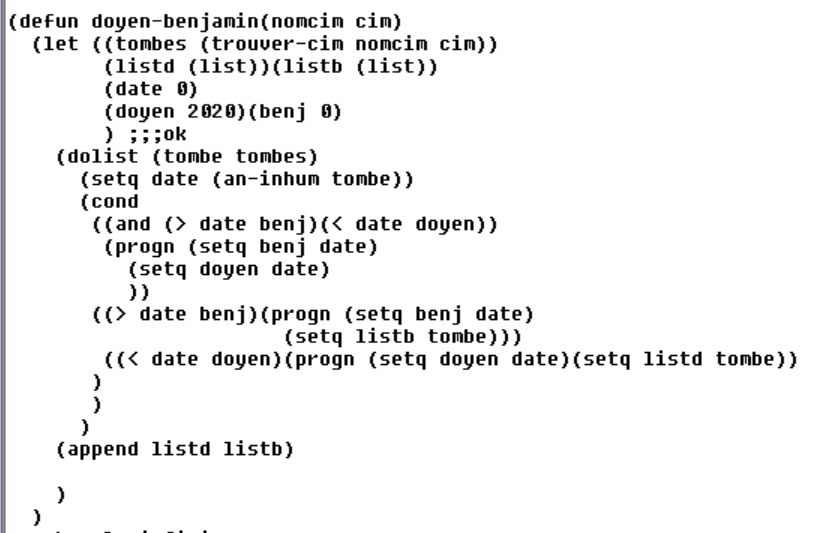 (defun doyen-benjamin(nomcim cim)
  (let ((tombes (trouver-cim nomcim cim))
        (listd (list))(listb (list))
        (date 0)
        (doyen 2020)(benj 0)
        ) ;;;ok
    (dolist (tombe tombes)
      (setq date (an-inhum tombe))
      (cond
       ((and (> date benj)(< date doyen))
        (progn (setq benj date)
          (setq doyen date)
          ))
       ((> date benj)(progn (setq benj date)
                       (setq listb tombe)))
        ((< date doyen)(progn (setq doyen date)(setq listd tombe))
       )
       )
      )
    (append listd listb)

    )
  )